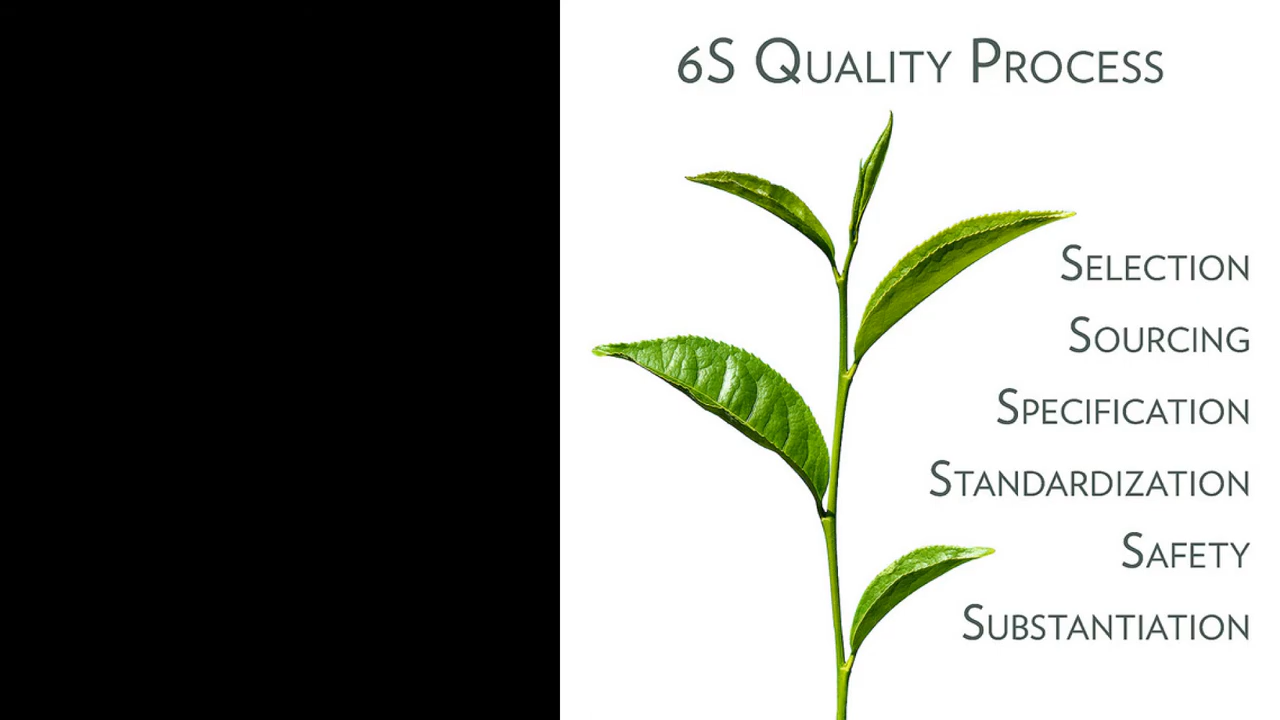 6S Quality Process
Selection
Sourcing
Specification
Standardization
Safety
Substantiation